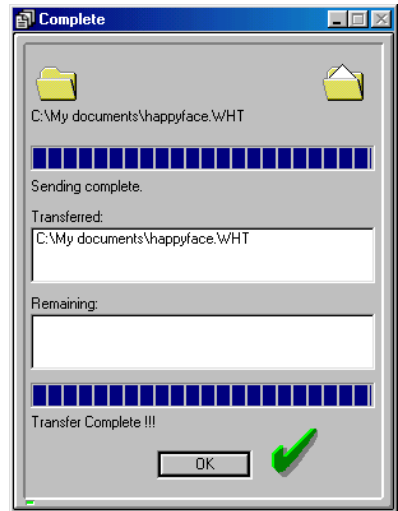 Complete
C:\My documents\happyface.WHT
Sending complete.
Transferred:
C:\My documents\happyface.WHT
Remaining:
Transfer Complete !!!
OK